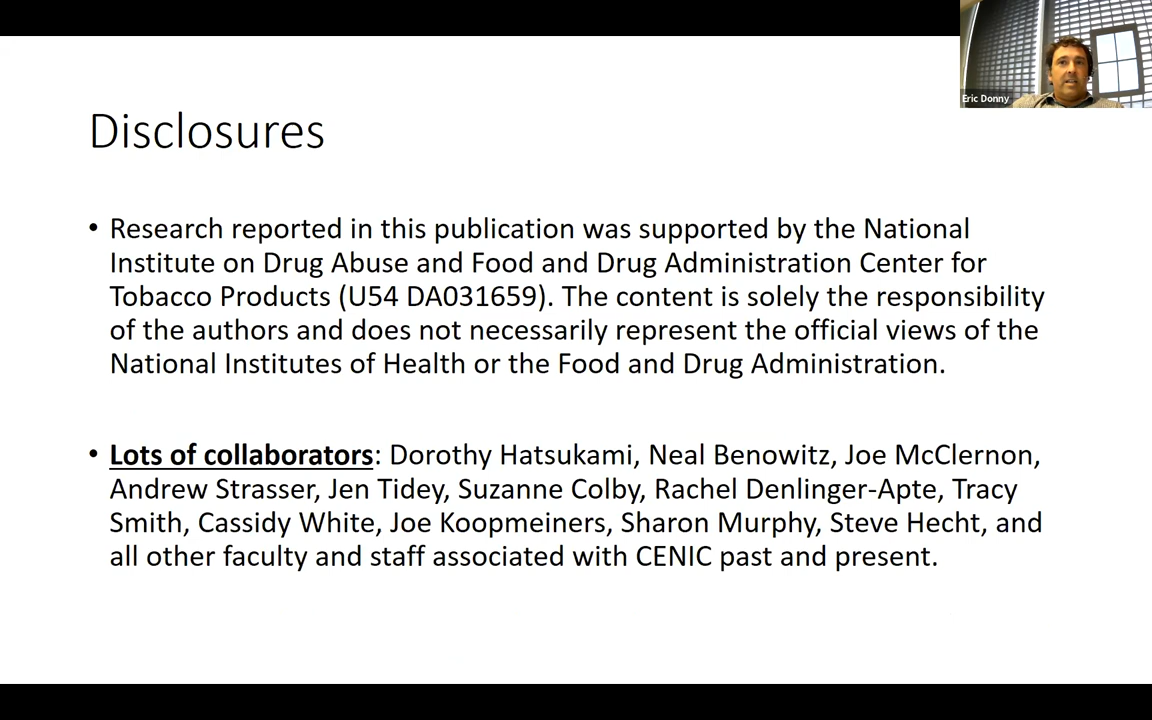 Eric Donny
Disclosures
• Research reported in this publication was supported by the National
Institute on Drug Abuse and Food and Drug Administration Center for
Tobacco Products (U54 DA031659). The content is solely the responsibility
of the authors and does not necessarily represent the official views of the
National Institutes of Health or the Food and Drug Administration.
• Lots of collaborators: Dorothy Hatsukami, Neal Benowitz, Joe McClernon,
Andrew Strasser, Jen Tidey, Suzanne Colby, Rachel Denlinger-Apte, Tracy
Smith, Cassidy White, Joe Koopmeiners, Sharon Murphy, Steve Hecht, and
all other faculty and staff associated with CENIC past and present.